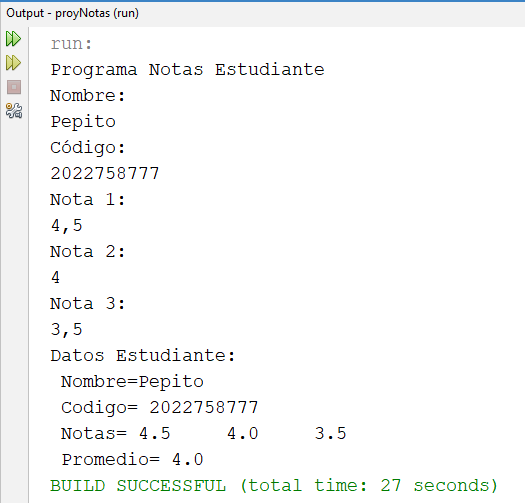 Output - proyNotas (run)
run:
Programa Notas Estudiante
Nombre:
Pepito
Código:
2022758777
Nota 1:
4,5
Nota 2:
4
Nota 3:
3,5
Datos Estudiante:
Nombre=Pepito
Codigo= 2022758777
Notas= 4.5     4.0     3.5
Promedio= 4.0
BUILD SUCCESSFUL (total time: 27 seconds)